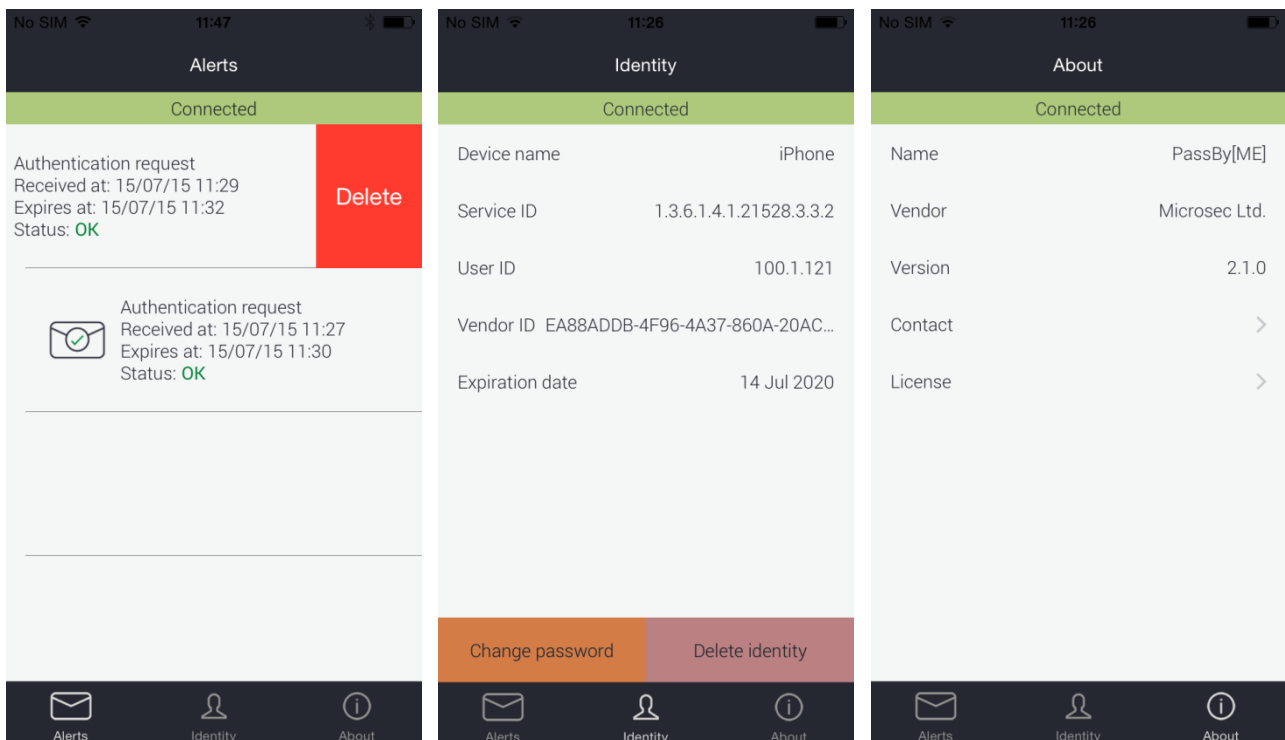 No SIM 11:47
Alerts
Connected
Authentication request
Received at: 15/07/15 11:29
Expires at: 15/07/15 11:32
Status: OK
Delete
Authentication request
Received at: 15/07/15 11:27
Expires at: 15/07/15 11:30
Status: OK
Alerts Identity About
No SIM 11:26
Identity
Connected
Device name iPhone
Service ID 1.3.6.1.4.1.21528.3.3.2
User ID 100.1.121
Vendor ID EA88ADDB-4F96-4A37-860A-20AC...
Expiration date 14 Jul 2020
Change password Delete identity
Alerts Identity About
No SIM 11:26
About
Connected
Name PassBy[ME]
Vendor Microsec Ltd.
Version 2.1.0
Contact
License
Alerts Identity About